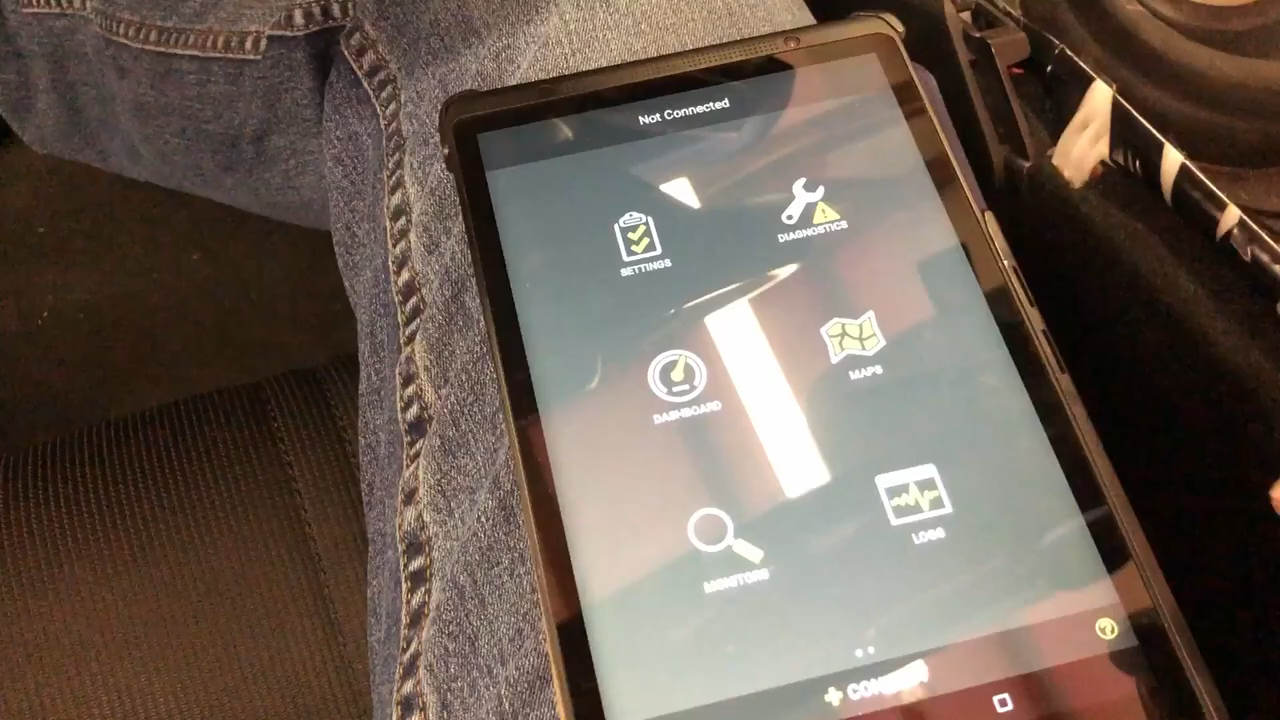 Not Connected
SETTINGS
DIAGNOSTICS
DASHBOARD
MAPS
MONITORS
LOGS